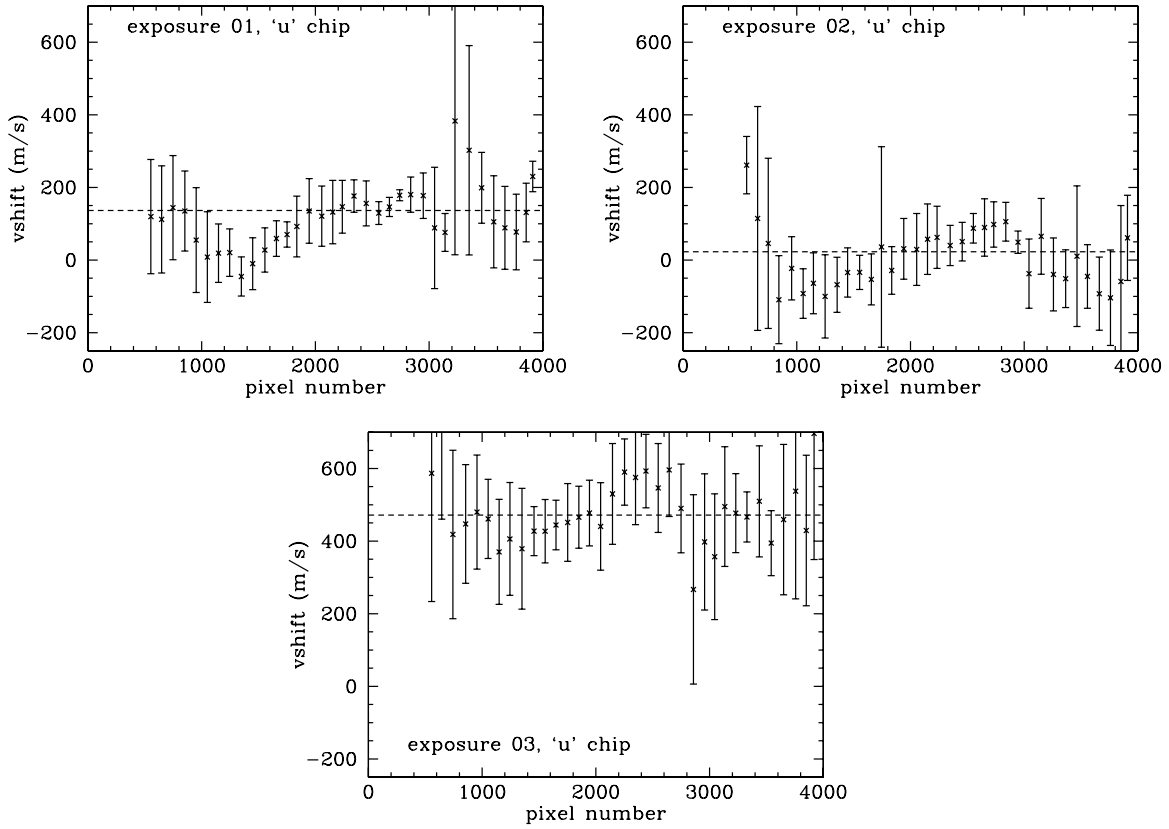 exposure 01, ‘u’ chip
600
400
200
0
−200
vshift (m/s)
0 1000 2000 3000 4000
pixel number
exposure 02, ‘u’ chip
600
400
200
0
−200
vshift (m/s)
0 1000 2000 3000 4000
pixel number
600
400
200
0
−200
vshift (m/s)
exposure 03, ‘u’ chip
0 1000 2000 3000 4000
pixel number